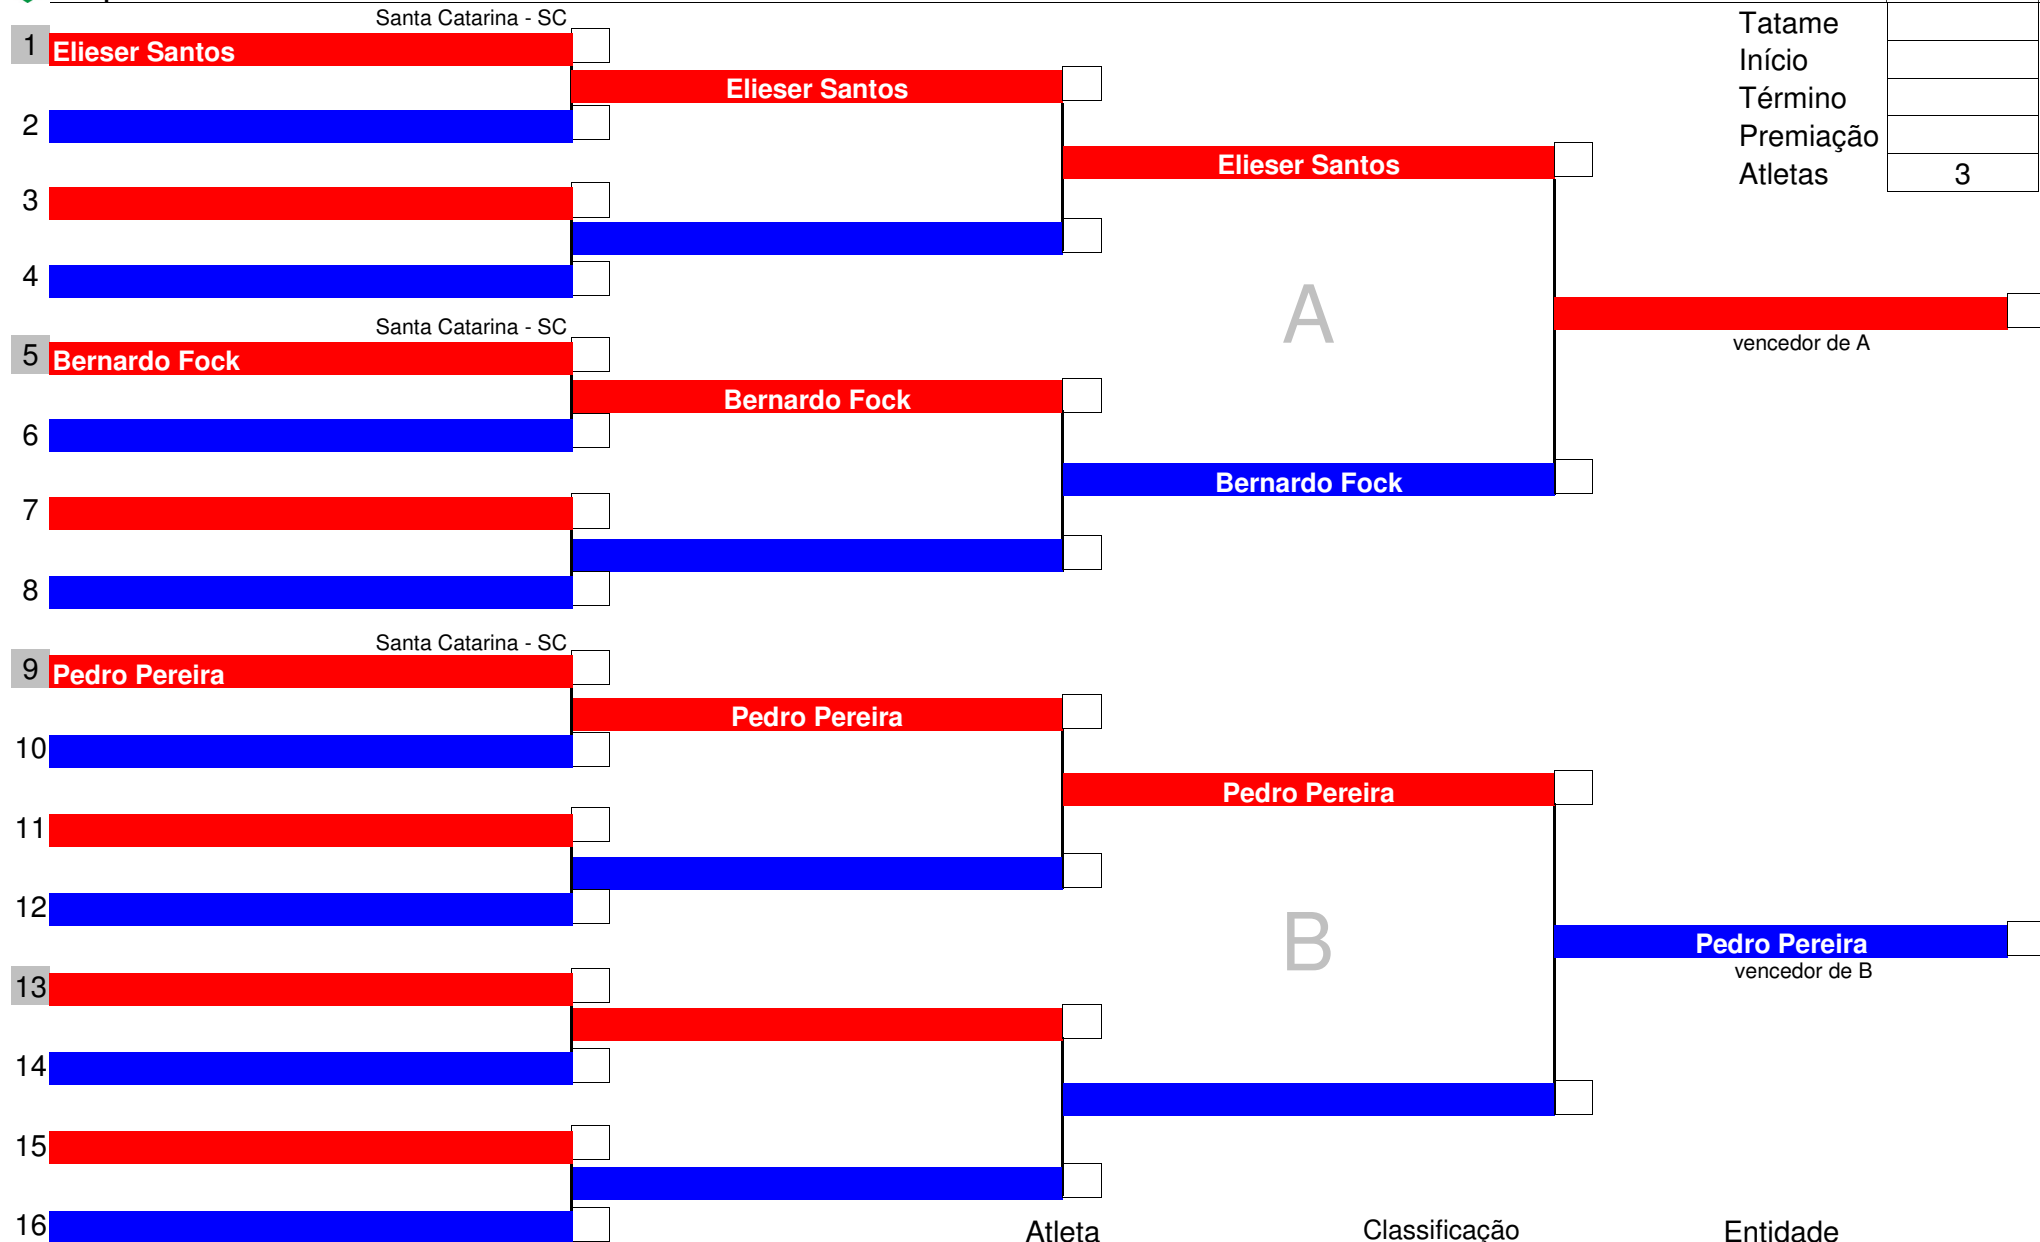 Santa Catarina - SC
Tatame
1 Elieser Santos
Elieser Santos
Início
Término
2
Premiação
Elieser Santos
Atletas 3
3
4
A
Santa Catarina - SC
vencedor de A
5 Bernardo Fock
Bernardo Fock
6
Bernardo Fock
7
8
Santa Catarina - SC
9 Pedro Pereira
Pedro Pereira
10
Pedro Pereira
11
12
B
Pedro Pereira
vencedor de B
13
14
15
16
Atleta Classificação Entidade